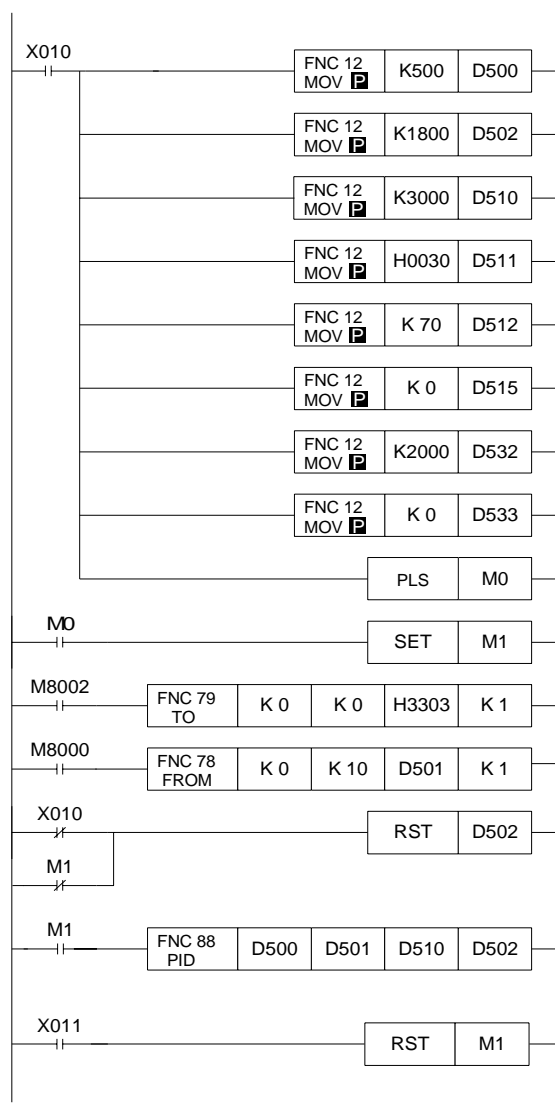 X010
FNC 12
MOV P K500 D500
FNC 12
MOV P K1800 D502
FNC 12
MOV P K3000 D510
FNC 12
MOV P H0030 D511
FNC 12
MOV P K 70 D512
FNC 12
MOV P K 0 D515
FNC 12
MOV P K2000 D532
FNC 12
MOV P K 0 D533
PLS M0
M0
SET M1
M8002
FNC 79
TO K 0 K 0 H3303 K 1
M8000
FNC 78
FROM K 0 K 10 D501 K 1
X010
RST D502
M1
M1
FNC 88
PID D500 D501 D510 D502
X011
RST M1